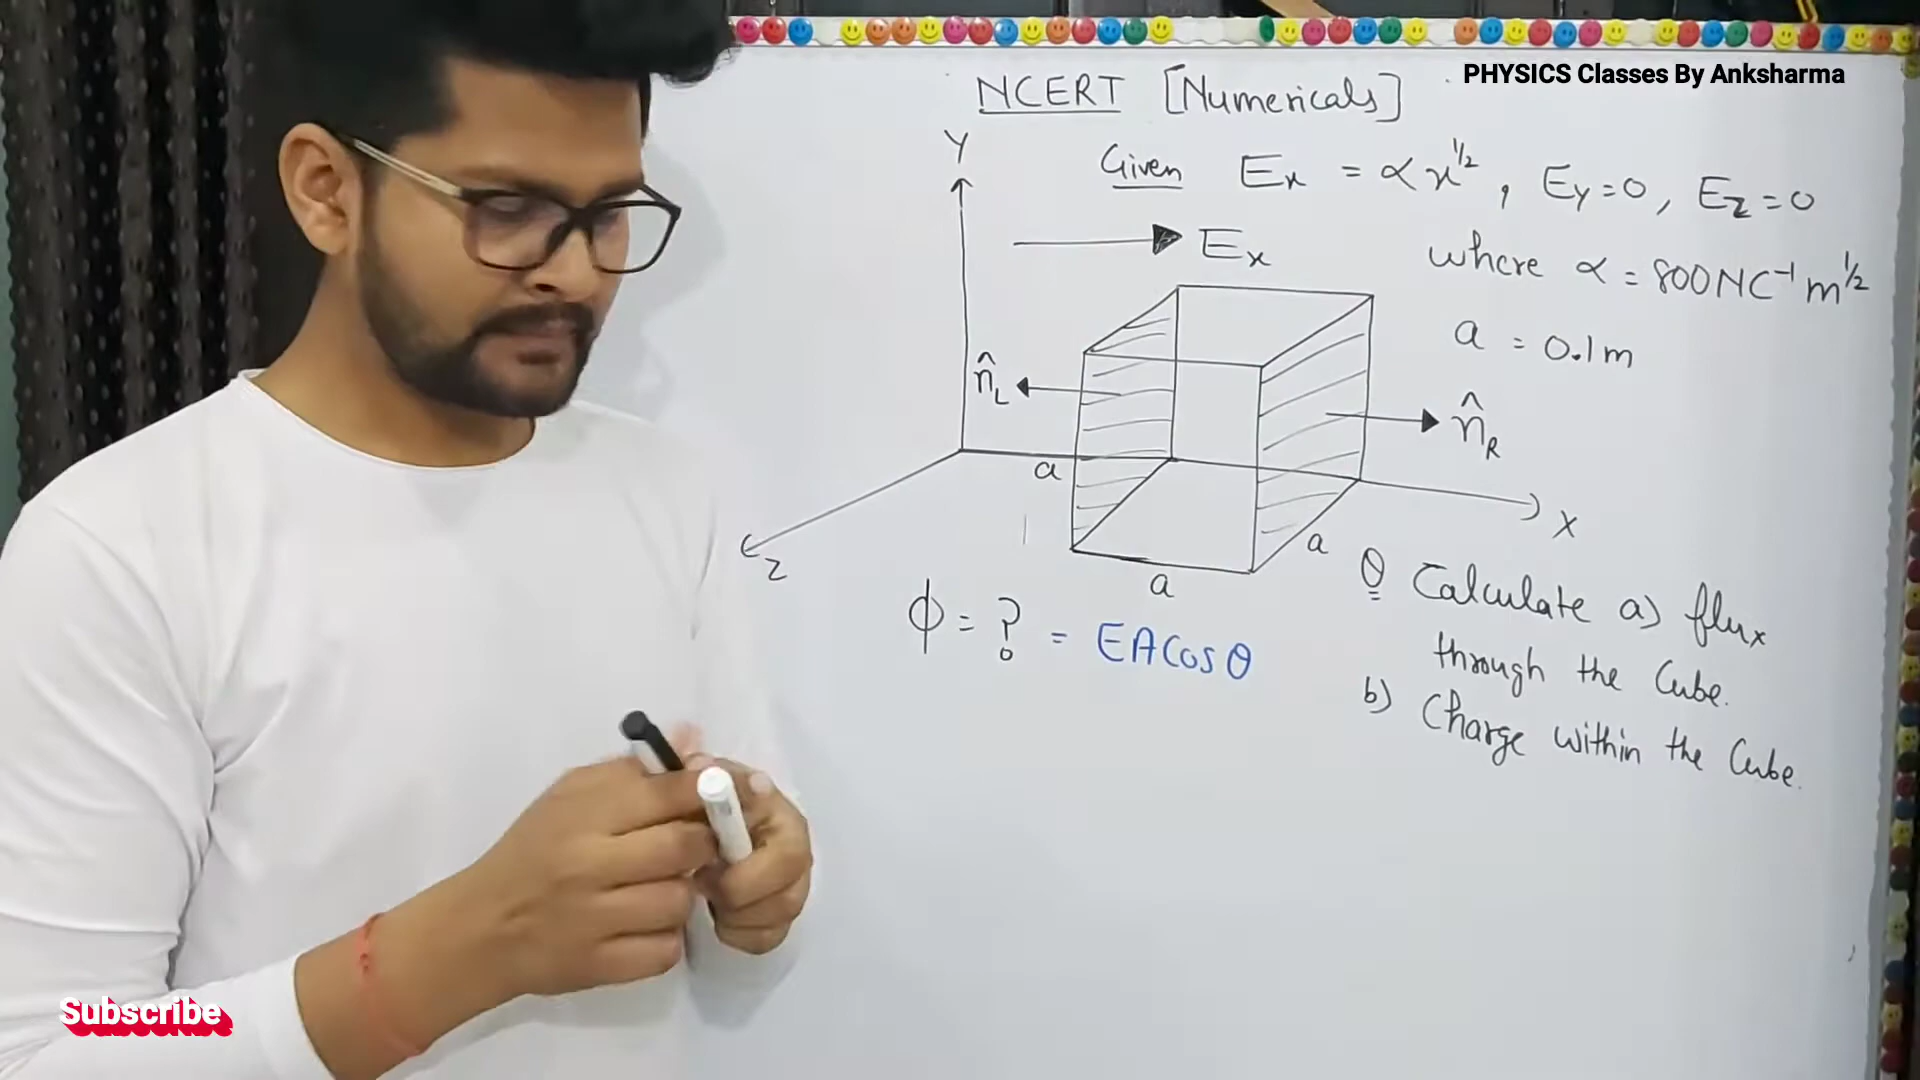 PHYSICS Classes By Anksharma
NCERT [Numericals]
Given Ex = αx^1/2, Ey=0, Ez=0
where α = 800NC⁻¹m^1/2
a = 0.1m
Y
Ex
n̂L
n̂R
a
X
a
a
Z
ϕ = ? = EACosθ
Q Calculate a) flux
through the Cube.
b) Charge within the Cube.
Subscribe